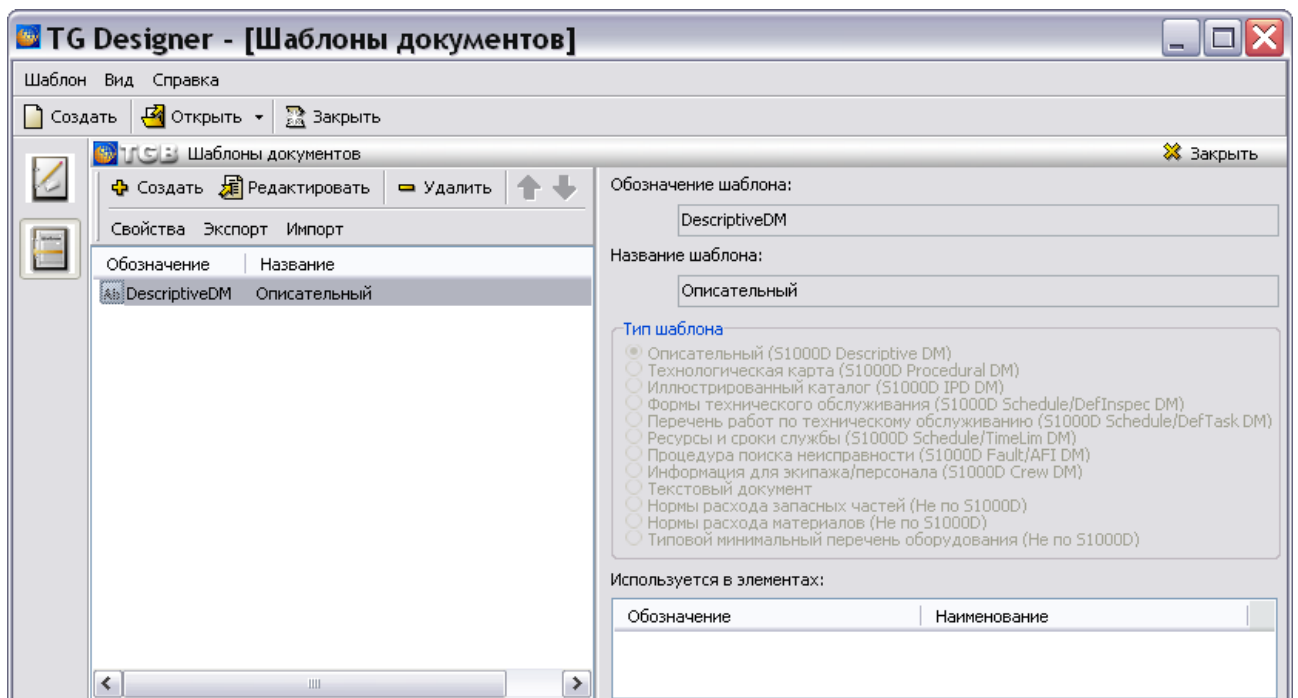 TG Designer - [Шаблоны документов]
Шаблон Вид Справка
Создать Открыть Закрыть
TGB Шаблоны документов Закрыть
Создать Редактировать Удалить
Свойства Экспорт Импорт
Обозначение Название
Ab DescriptiveDM Описательный
Обозначение шаблона:
DescriptiveDM
Название шаблона:
Описательный
Тип шаблона
Описательный (S1000D Descriptive DM)
Технологическая карта (S1000D Procedural DM)
Иллюстрированный каталог (S1000D IPD DM)
Формы технического обслуживания (S1000D Schedule/DefInspec DM)
Перечень работ по техническому обслуживанию (S1000D Schedule/DefTask DM)
Ресурсы и сроки службы (S1000D Schedule/TimeLim DM)
Процедура поиска неисправности (S1000D Fault/AFI DM)
Информация для экипажа/персонала (S1000D Crew DM)
Текстовый документ
Нормы расхода запасных частей (Не по S1000D)
Нормы расхода материалов (Не по S1000D)
Типовой минимальный перечень оборудования (Не по S1000D)
Используется в элементах:
Обозначение Наименование